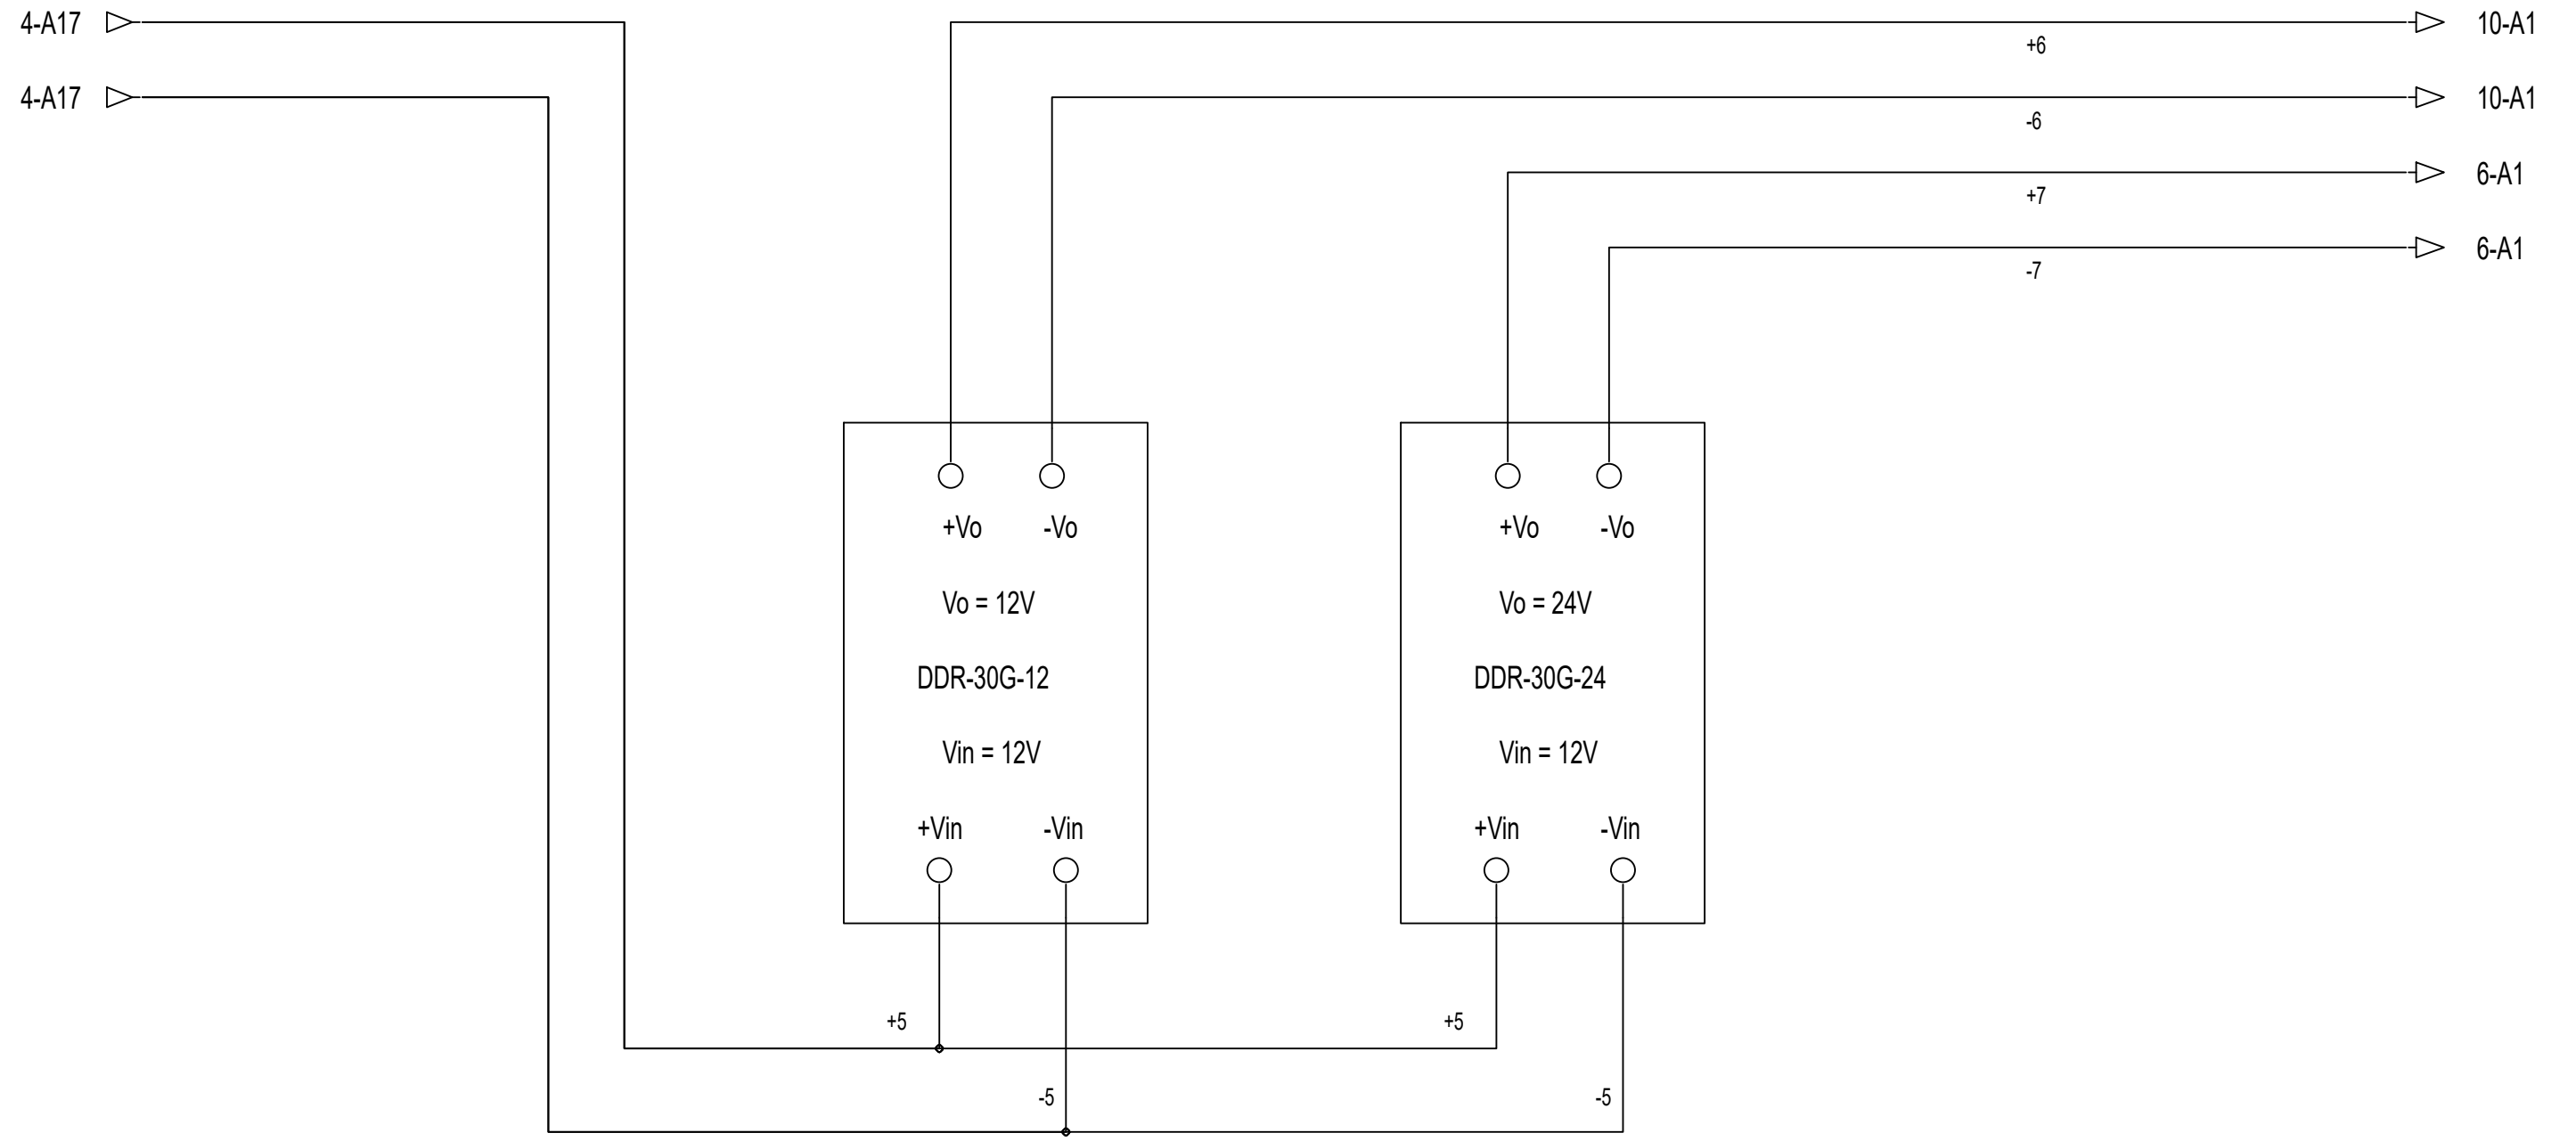 4-A17
10-A1
+6
4-A17
10-A1
-6
6-A1
+7
6-A1
-7
+Vo -Vo
Vo = 12V
DDR-30G-12
Vin = 12V
+Vin -Vin
+Vo -Vo
Vo = 24V
DDR-30G-24
Vin = 12V
+Vin -Vin
+5
+5
-5
-5